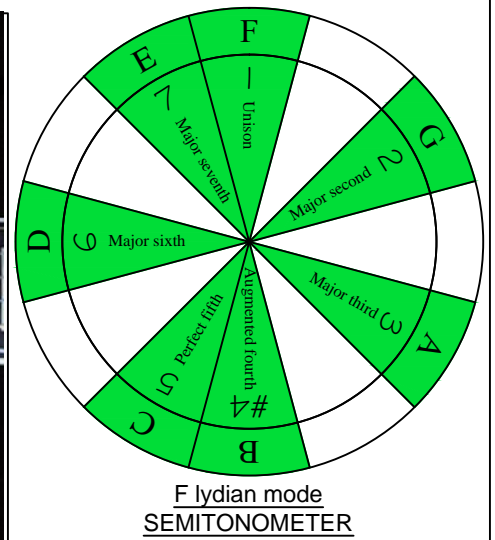 F
1 Unison
G
2 Major second
A
3 Major third
B
#4 Augmented fourth
C
5 Perfect fifth
D
6 Major sixth
E
7 Major seventh
F lydian mode
SEMITONOMETER